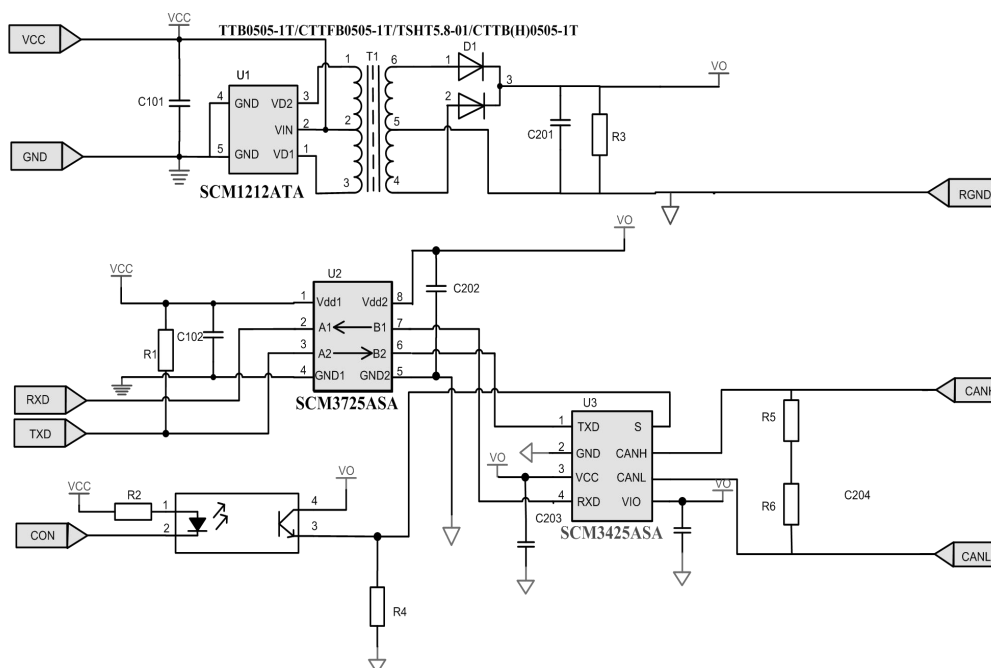 TTB0505-1T/CTTFB0505-1T/TSHT5.8-01/CTTB(H)0505-1T
VCC
VCC
C101
GND
U1
4 GND VD2 3
VIN 2
5 GND VD1 1
SCM1212ATA
T1
1
2
3
6
5
4
D1
1
2
3
C201
R3
VO
RGND
VCC
R1
C102
U2
1 Vdd1 Vdd2 8
2 A1 B1 7
3 A2 B2 6
4 GND1 GND2 5
SCM3725ASA
C202
VO
RXD
TXD
U3
1 TXD S
2 GND CANH
3 VCC CANL
4 RXD VIO
SCM3425ASA
VO
C203
VO
R5
R6
C204
CANH
CANL
VCC
R2
CON
1
2
4
3
VO
R4